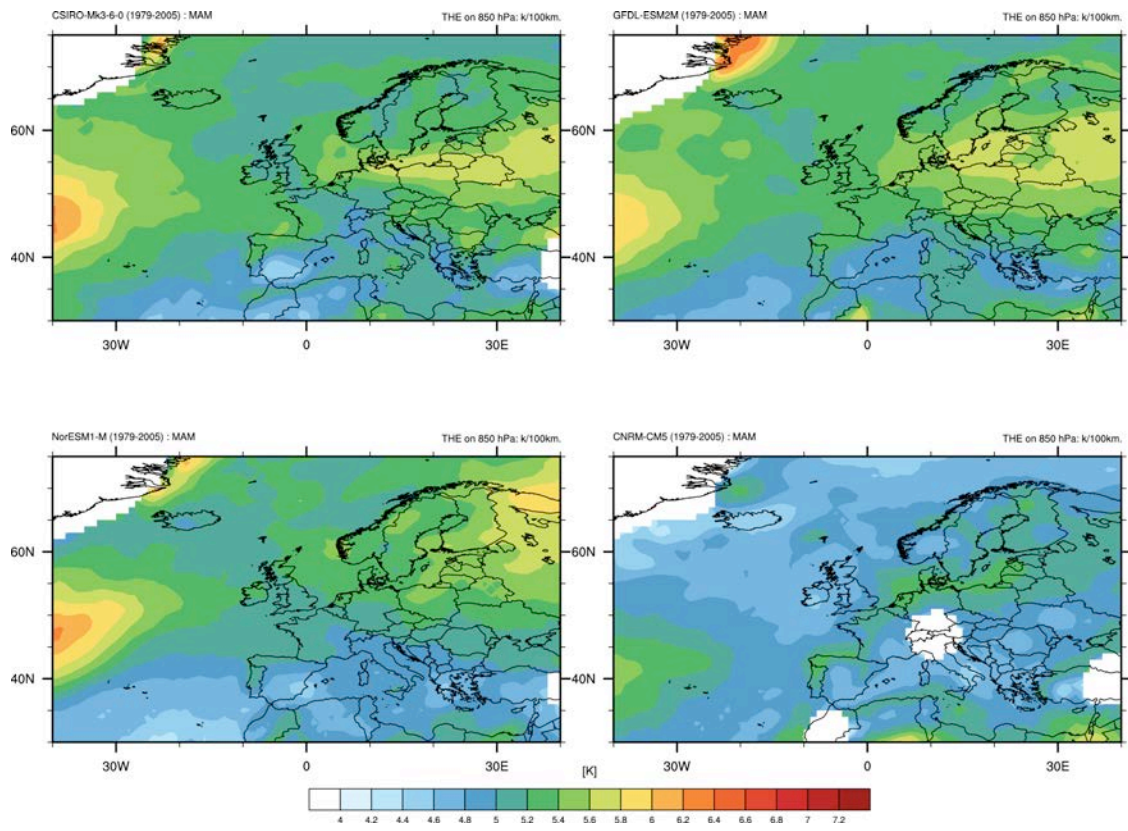 CSIRO-Mk3-6-0 (1979-2005) : MAM THE on 850 hPa: k/100km.
60N
40N
30W 0 30E
GFDL-ESM2M (1979-2005) : MAM THE on 850 hPa: k/100km.
60N
40N
30W 0 30E
NorESM1-M (1979-2005) : MAM THE on 850 hPa: k/100km.
60N
40N
30W 0 30E
CNRM-CM5 (1979-2005) : MAM THE on 850 hPa: k/100km.
60N
40N
30W 0 30E
[K]
4 4.2 4.4 4.6 4.8 5 5.2 5.4 5.6 5.8 6 6.2 6.4 6.6 6.8 7 7.2